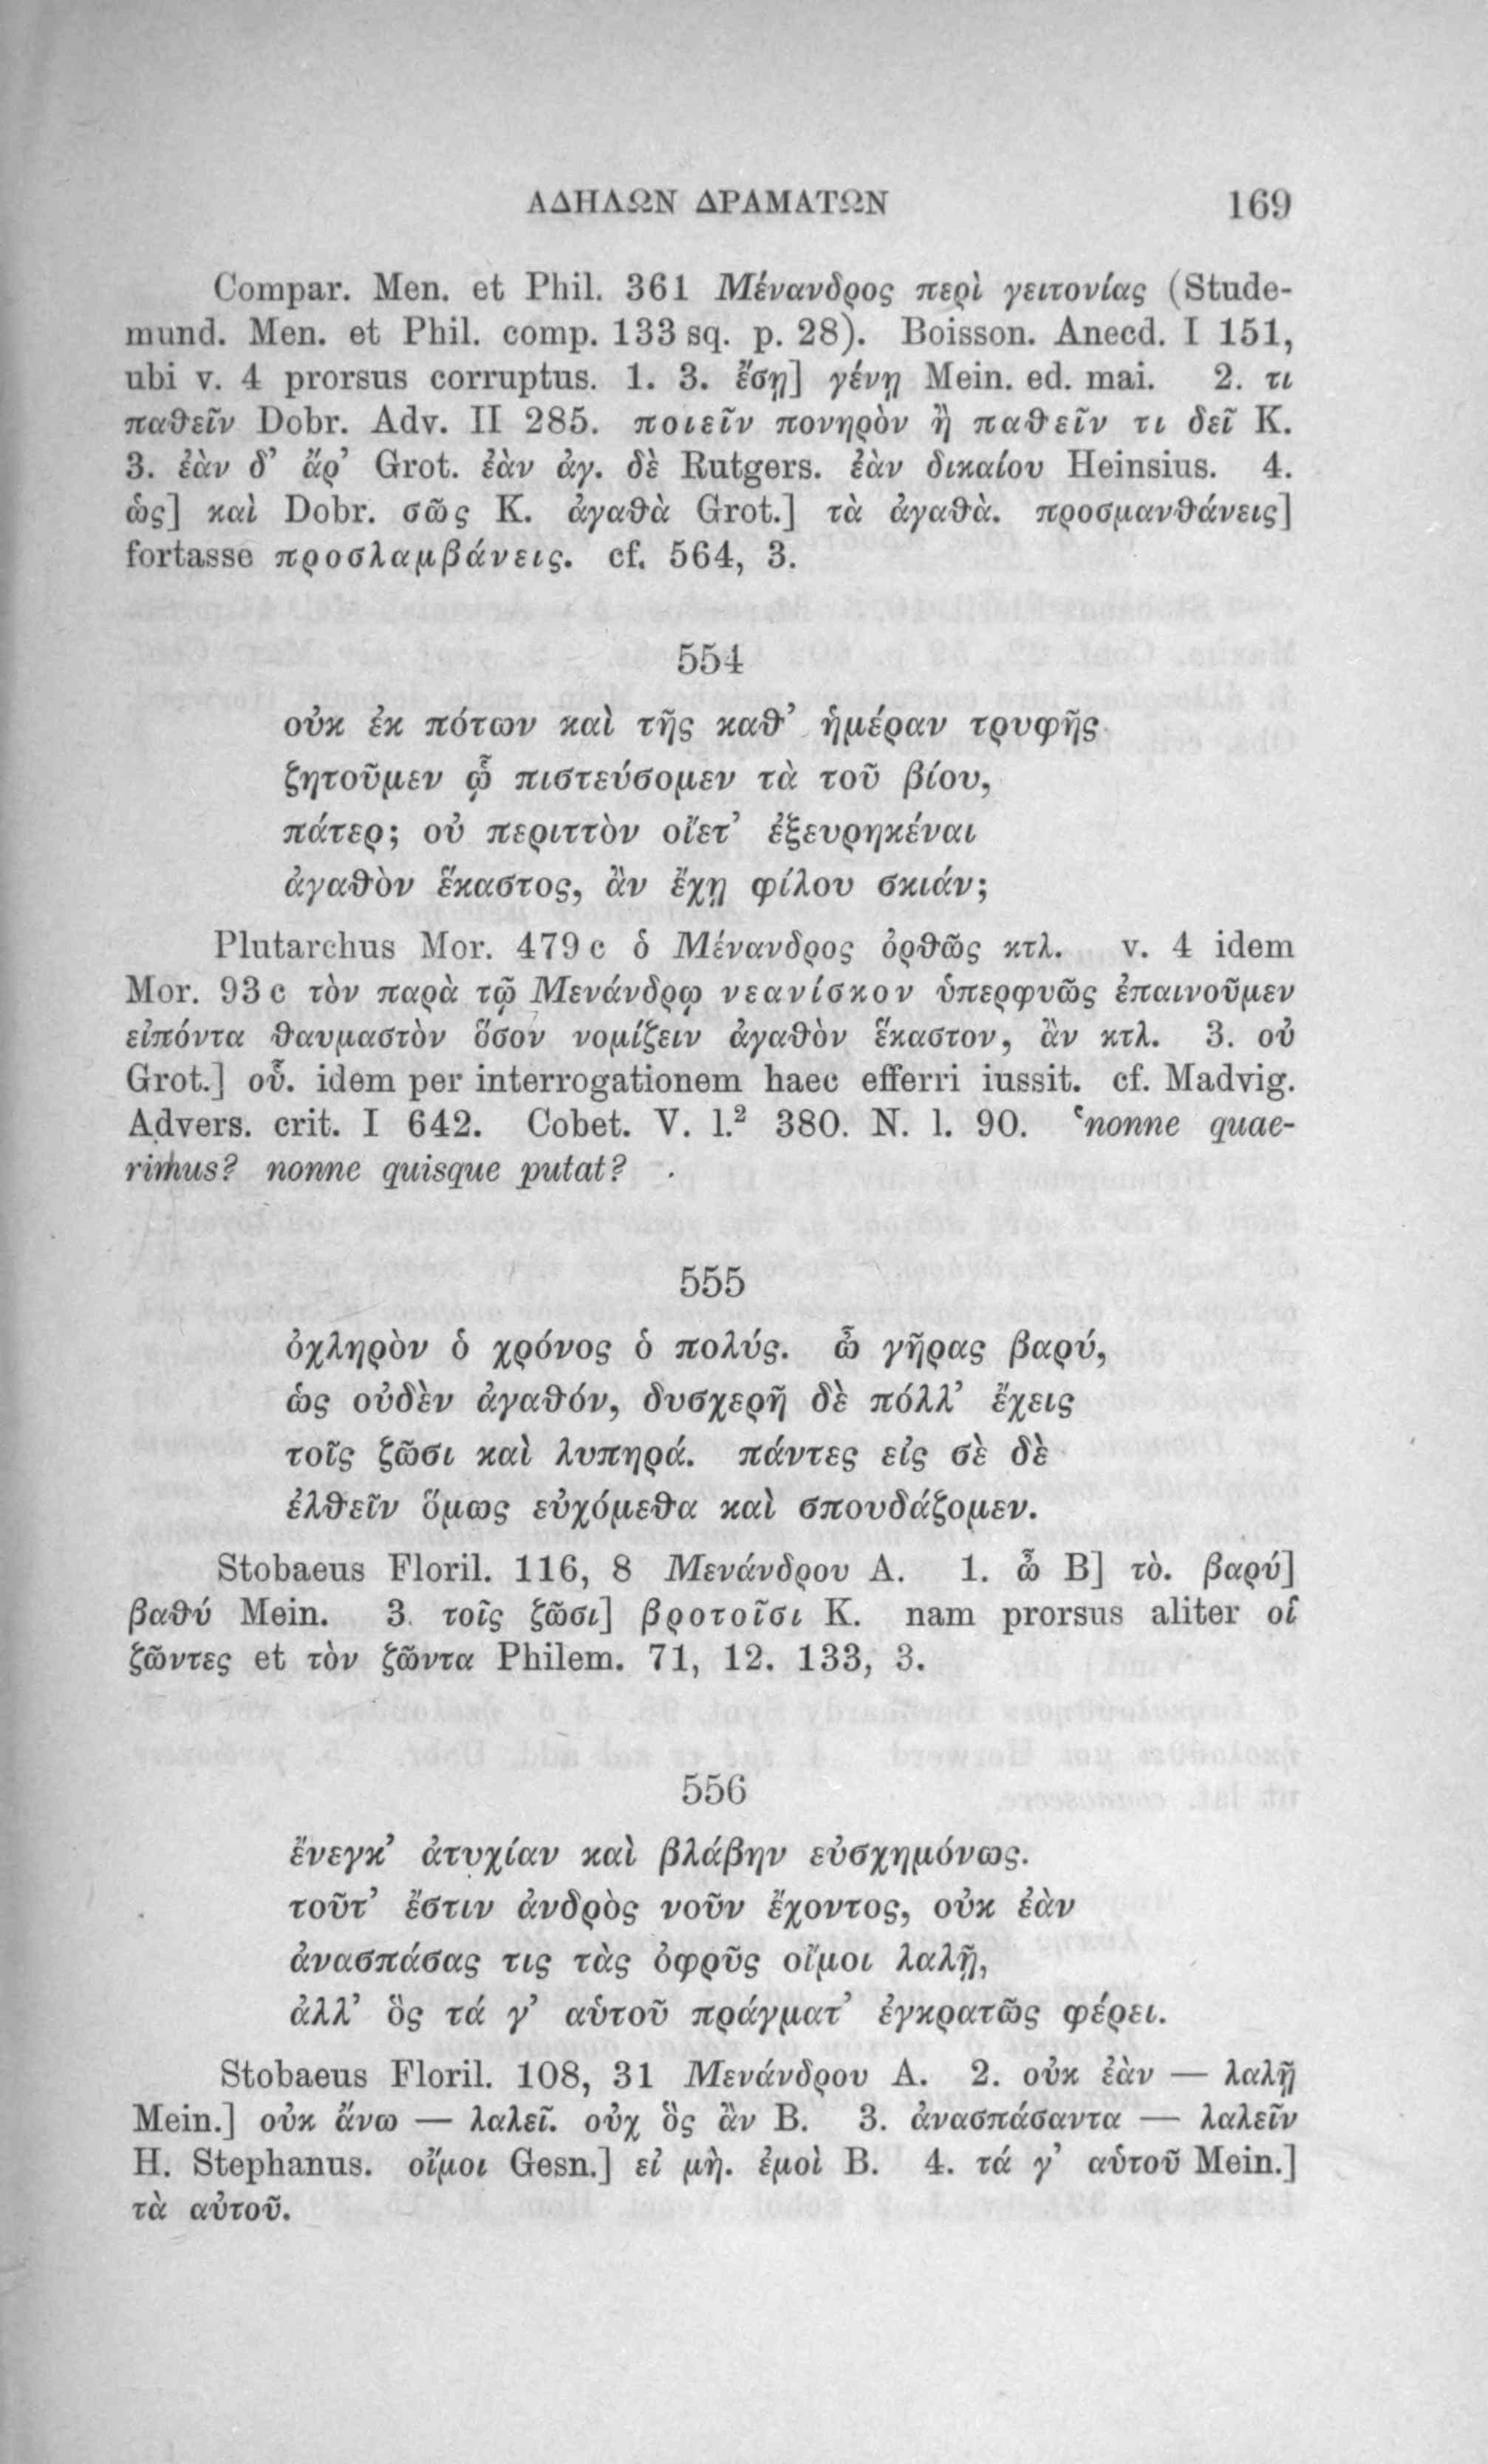 ΑΔΗΛΩΝ ΔΡΑΜΑΤΩΝ 169
Compar. Men. et Phil. 361 Μένανδρος περὶ γειτονίας (Stude-
mund. Men. et Phil. comp. 133 sq. p. 28). Boisson. Anecd. I 151,
ubi v. 4 prorsus corruptus. 1. 3. ἔσῃ] γένῃ Mein. ed. mai. 2. τι
παθεῖν Dobr. Adv. II 285. ποιεῖν πονηρὸν ἢ παθεῖν τι δεῖ K.
3. ἐὰν δ’ ἄρ’ Grot. ἐὰν ἀγ. δὲ Rutgers. ἐὰν δικαίου Heinsius. 4.
ὡς] καὶ Dobr. σῶς K. ἀγαθὰ Grot.] τὰ ἀγαθὰ. προσμανθάνεις]
fortasse προσλαμβάνεις. cf. 564, 3.
554
οὐκ ἐκ πότων καὶ τῆς καθ’ ἡμέραν τρυφῆς
ζητοῦμεν ᾧ πιστεύσομεν τὰ τοῦ βίου,
πάτερ; οὐ περιττὸν οἴετ’ ἐξευρηκέναι
ἀγαθὸν ἕκαστος, ἂν ἔχῃ φίλου σκιάν;
Plutarchus Mor. 479 c ὁ Μένανδρος ὀρθῶς κτλ. v. 4 idem
Mor. 93 c τὸν παρὰ τῷ Μενάνδρῳ νεανίσκον ὑπερφυῶς ἐπαινοῦμεν
εἰπόντα θαυμαστὸν ὅσον νομίζειν ἀγαθὸν ἕκαστον, ἂν κτλ. 3. οὐ
Grot.] οὗ. idem per interrogationem haec efferri iussit. cf. Madvig.
Advers. crit. I 642. Cobet. V. l.² 380. N. l. 90. ‘nonne quae-
rimus? nonne quisque putat?
555
ὀχληρὸν ὁ χρόνος ὁ πολύς. ὦ γῆρας βαρύ,
ὡς οὐδὲν ἀγαθόν, δυσχερῆ δὲ πόλλ’ ἔχεις
τοῖς ζῶσι καὶ λυπηρά. πάντες εἰς σὲ δὲ
ἐλθεῖν ὅμως εὐχόμεθα καὶ σπουδάζομεν.
Stobaeus Floril. 116, 8 Μενάνδρου A. 1. ὦ B] τὸ. βαρύ]
βαθύ Mein. 3. τοῖς ζῶσι] βροτοῖσι K. nam prorsus aliter οἱ
ζῶντες et τὸν ζῶντα Philem. 71, 12. 133, 3.
556
ἔνεγκ’ ἀτυχίαν καὶ βλάβην εὐσχημόνως.
τοῦτ’ ἔστιν ἀνδρὸς νοῦν ἔχοντος, οὐκ ἐὰν
ἀνασπάσας τις τὰς ὀφρῦς οἴμοι λαλῇ,
ἀλλ’ ὃς τά γ’ αὑτοῦ πράγματ’ ἐγκρατῶς φέρει.
Stobaeus Floril. 108, 31 Μενάνδρου A. 2. οὐκ ἐὰν — λαλῇ
Mein.] οὐκ ἄνω — λαλεῖ. οὐχ ὃς ἂν B. 3. ἀνασπάσαντα — λαλεῖν
H. Stephanus. οἴμοι Gesn.] εἰ μὴ. ἐμοὶ B. 4. τά γ’ αὑτοῦ Mein.]
τὰ αὐτοῦ.